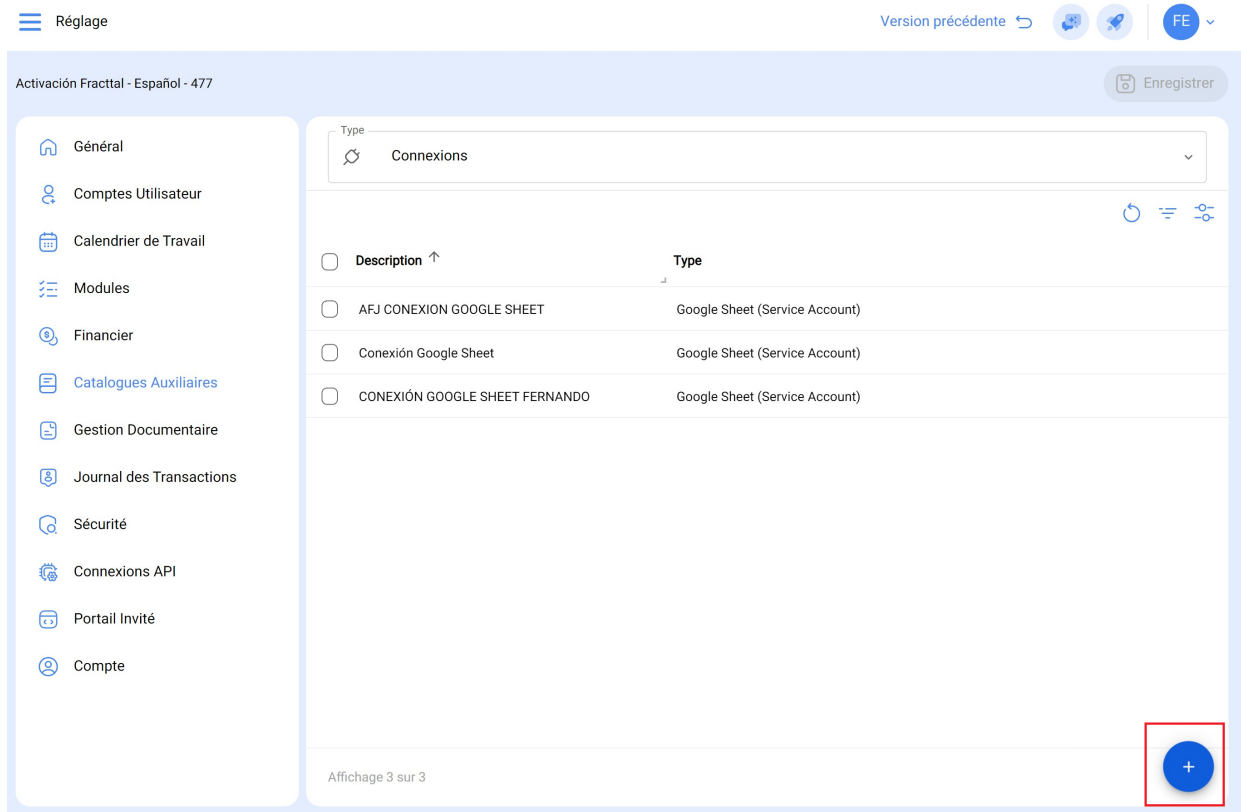 Réglage
Version précédente
FE
Activación Fracttal - Español - 477
Enregistrer
Général
Comptes Utilisateur
Calendrier de Travail
Modules
Financier
Catalogues Auxiliaires
Gestion Documentaire
Journal des Transactions
Sécurité
Connexions API
Portail Invité
Compte
Type
Connexions
Description Type
AFJ CONEXION GOOGLE SHEET Google Sheet (Service Account)
Conexión Google Sheet Google Sheet (Service Account)
CONEXIÓN GOOGLE SHEET FERNANDO Google Sheet (Service Account)
Affichage 3 sur 3